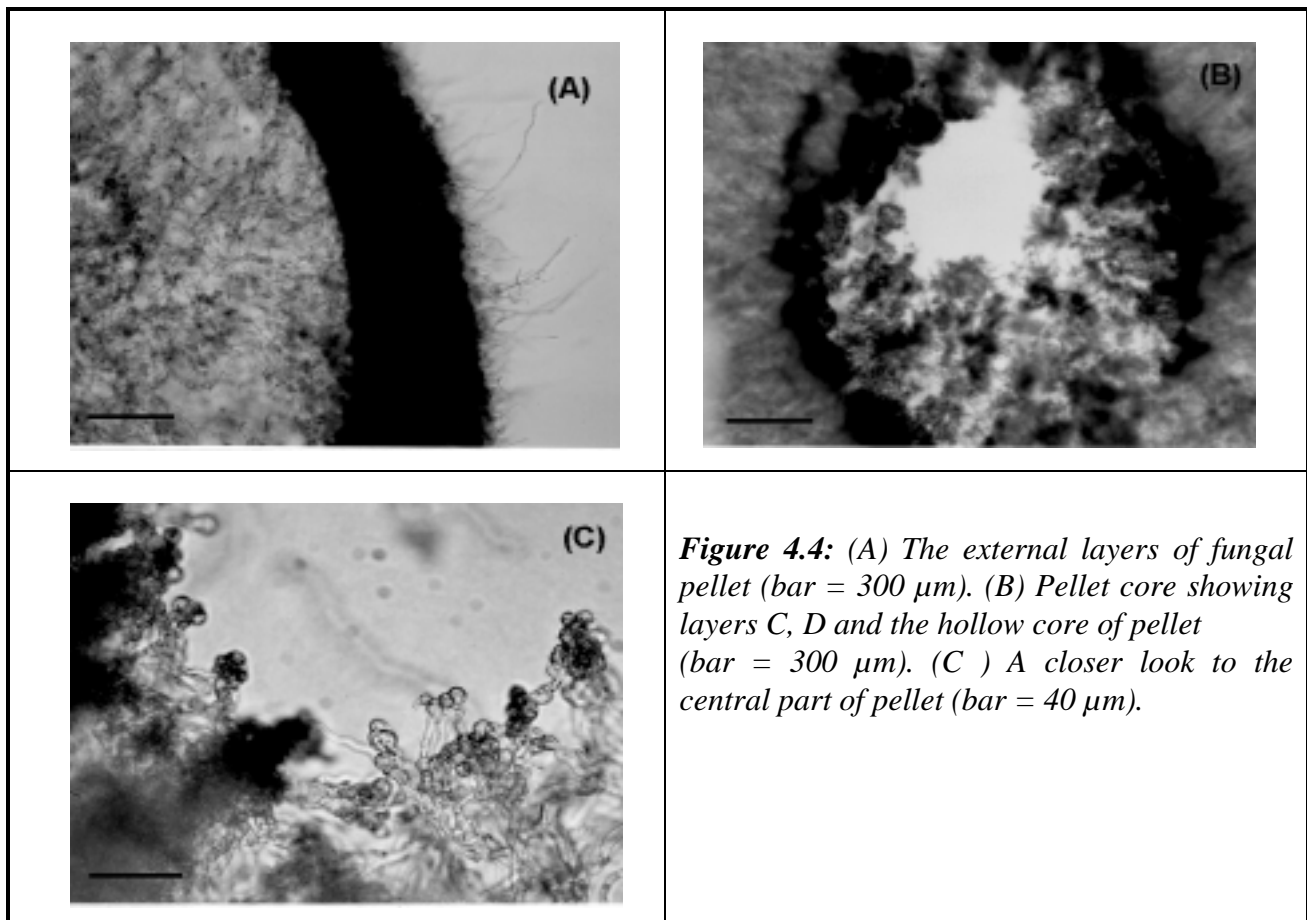 (A)
(B)
(C)
Figure 4.4: (A) The external layers of fungal
pellet (bar = 300 µm). (B) Pellet core showing
layers C, D and the hollow core of pellet
(bar = 300 µm). (C ) A closer look to the
central part of pellet (bar = 40 µm).